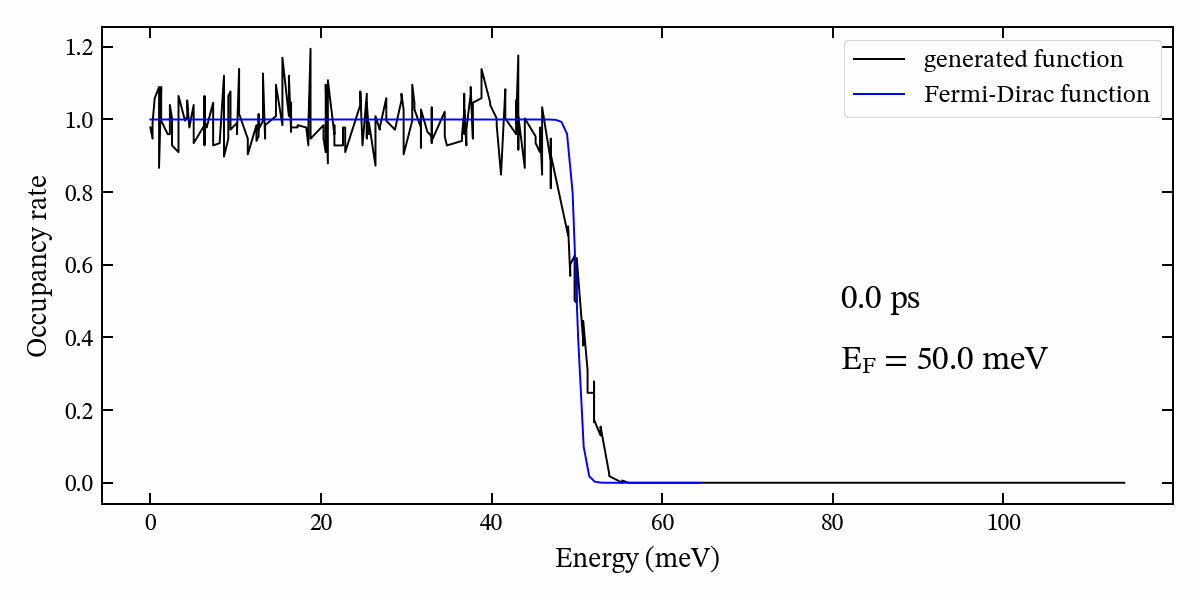 generated function
Fermi-Dirac function
Occupancy rate
1.2
1.0
0.8
0.6
0.4
0.2
0.0
0.0 ps
E_F = 50.0 meV
0 20 40 60 80 100
Energy (meV)